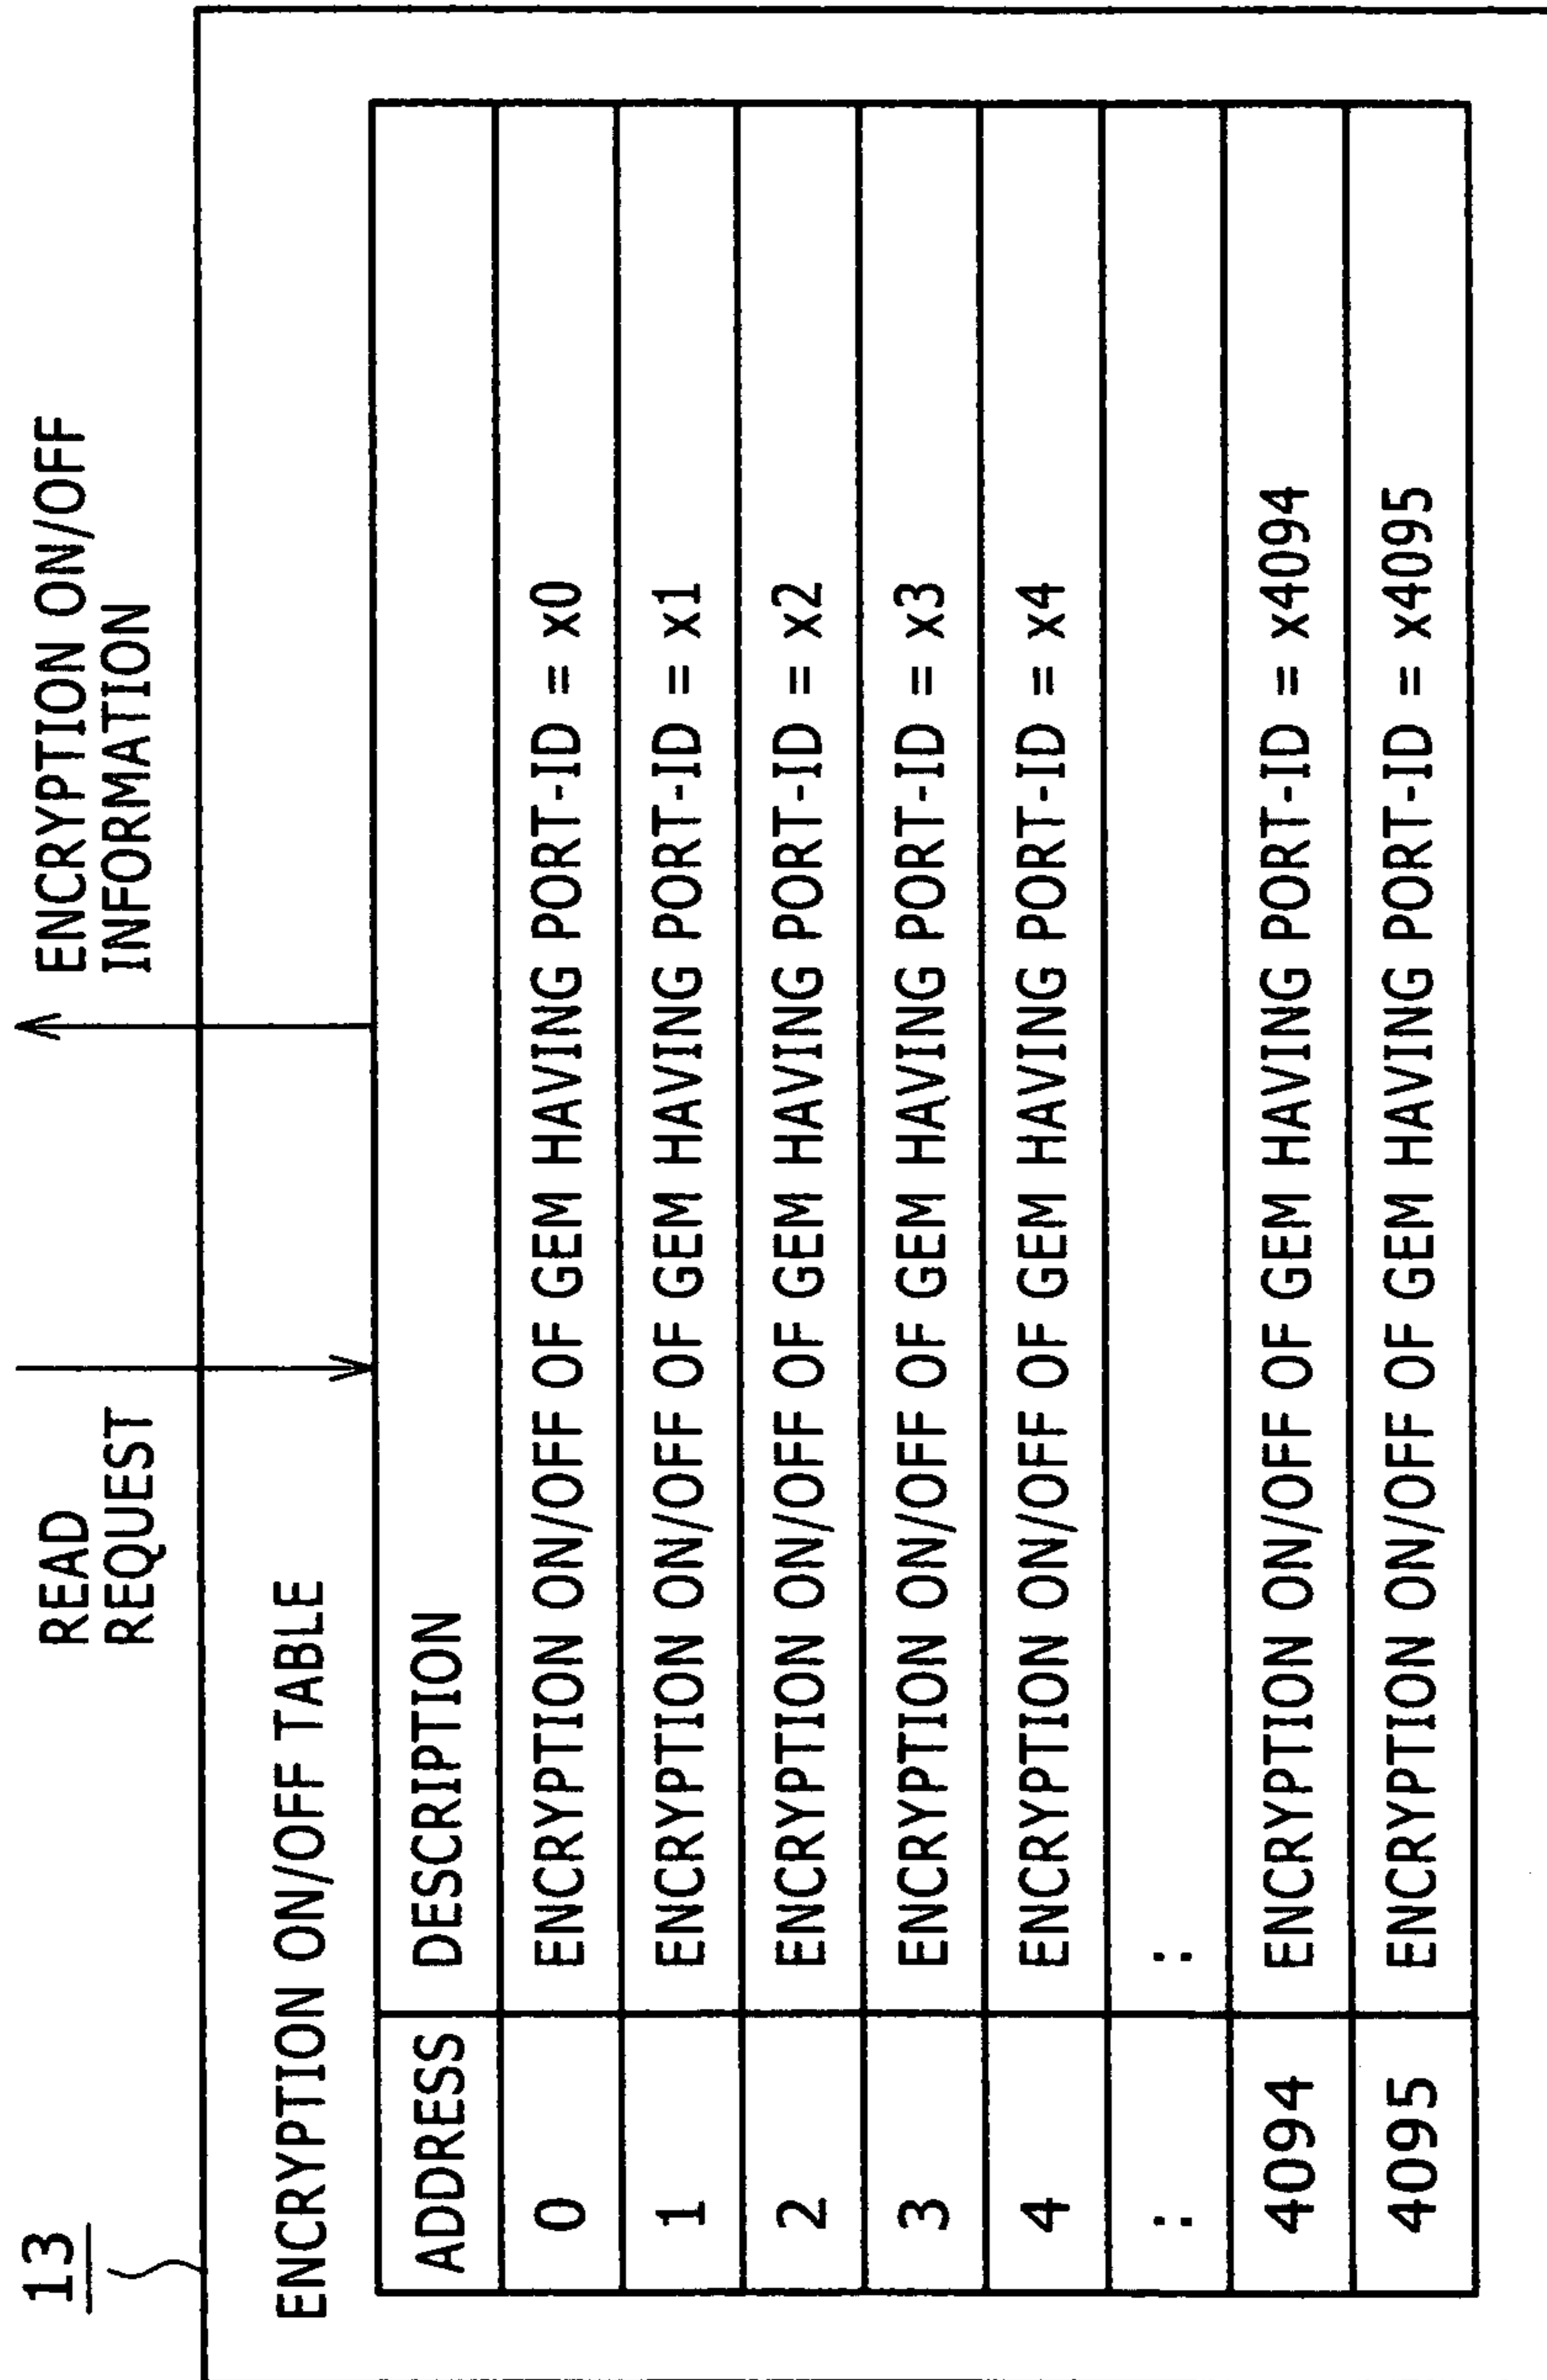 13
READ
REQUEST
ENCRYPTION ON/OFF
INFORMATION
ENCRYPTION ON/OFF TABLE
ADDRESS DESCRIPTION
0 ENCRYPTION ON/OFF OF GEM HAVING PORT-ID = x0
1 ENCRYPTION ON/OFF OF GEM HAVING PORT-ID = x1
2 ENCRYPTION ON/OFF OF GEM HAVING PORT-ID = x2
3 ENCRYPTION ON/OFF OF GEM HAVING PORT-ID = x3
4 ENCRYPTION ON/OFF OF GEM HAVING PORT-ID = x4
: :
4094 ENCRYPTION ON/OFF OF GEM HAVING PORT-ID = x4094
4095 ENCRYPTION ON/OFF OF GEM HAVING PORT-ID = x4095